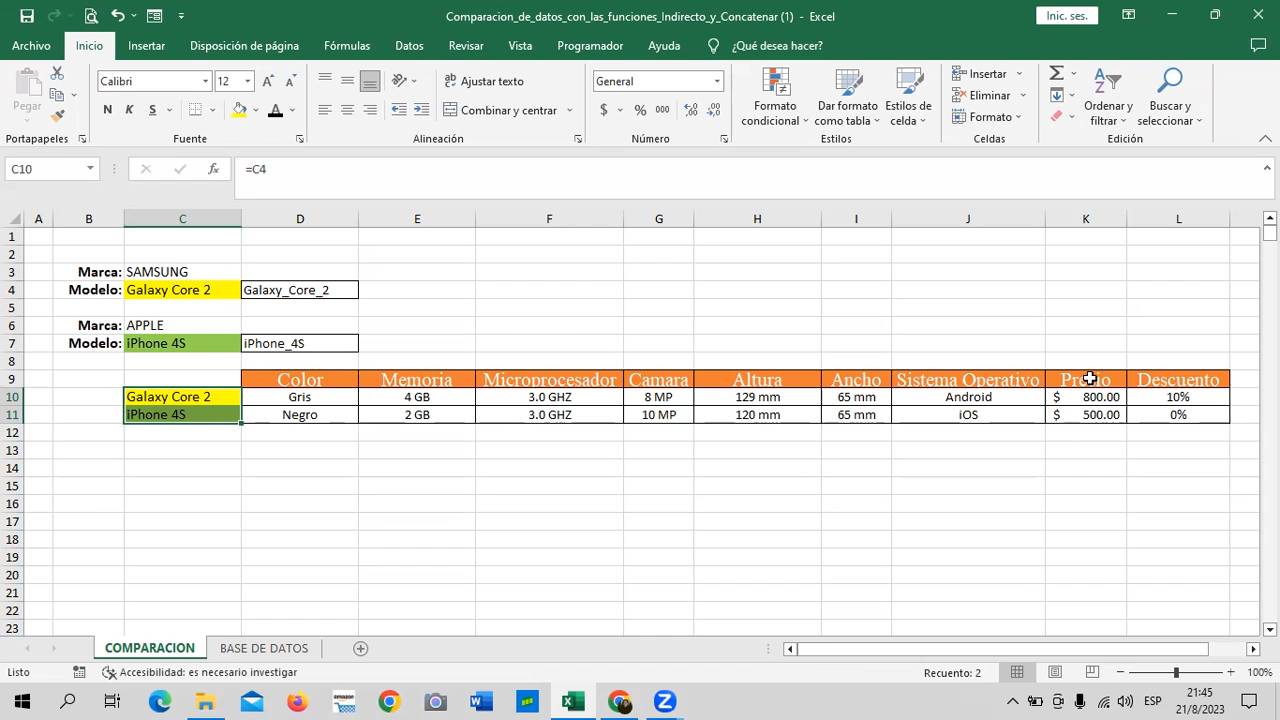 Comparacion_de_datos_con_las_funciones_Indirecto_y_Concatenar (1) - Excel
Inic. ses.
Archivo Inicio Insertar Disposición de página Fórmulas Datos Revisar Vista Programador Ayuda ¿Qué desea hacer?
Pegar
Calibri 12
N K S
Ajustar texto
Combinar y centrar
General
$ % 000
Formato condicional
Dar formato como tabla
Estilos de celda
Insertar
Eliminar
Formato
Ordenar y filtrar
Buscar y seleccionar
Portapapeles Fuente Alineación Número Estilos Celdas Edición
C10 fx =C4
A B C D E F G H I J K L
1
2
3 Marca: SAMSUNG
4 Modelo: Galaxy Core 2 Galaxy_Core_2
5
6 Marca: APPLE
7 Modelo: iPhone 4S iPhone_4S
8
9 Color Memoria Microprocesador Camara Altura Ancho Sistema Operativo Descuento
10 Galaxy Core 2 Gris 4 GB 3.0 GHZ 8 MP 129 mm 65 mm Android $ 800.00 10%
11 iPhone 4S Negro 2 GB 3.0 GHZ 10 MP 120 mm 65 mm iOS $ 500.00 0%
12
13
14
15
16
17
18
19
20
21
22
23
COMPARACION BASE DE DATOS
Listo Accesibilidad: es necesario investigar Recuento: 2 100%
ESP
21:45
21/8/2023